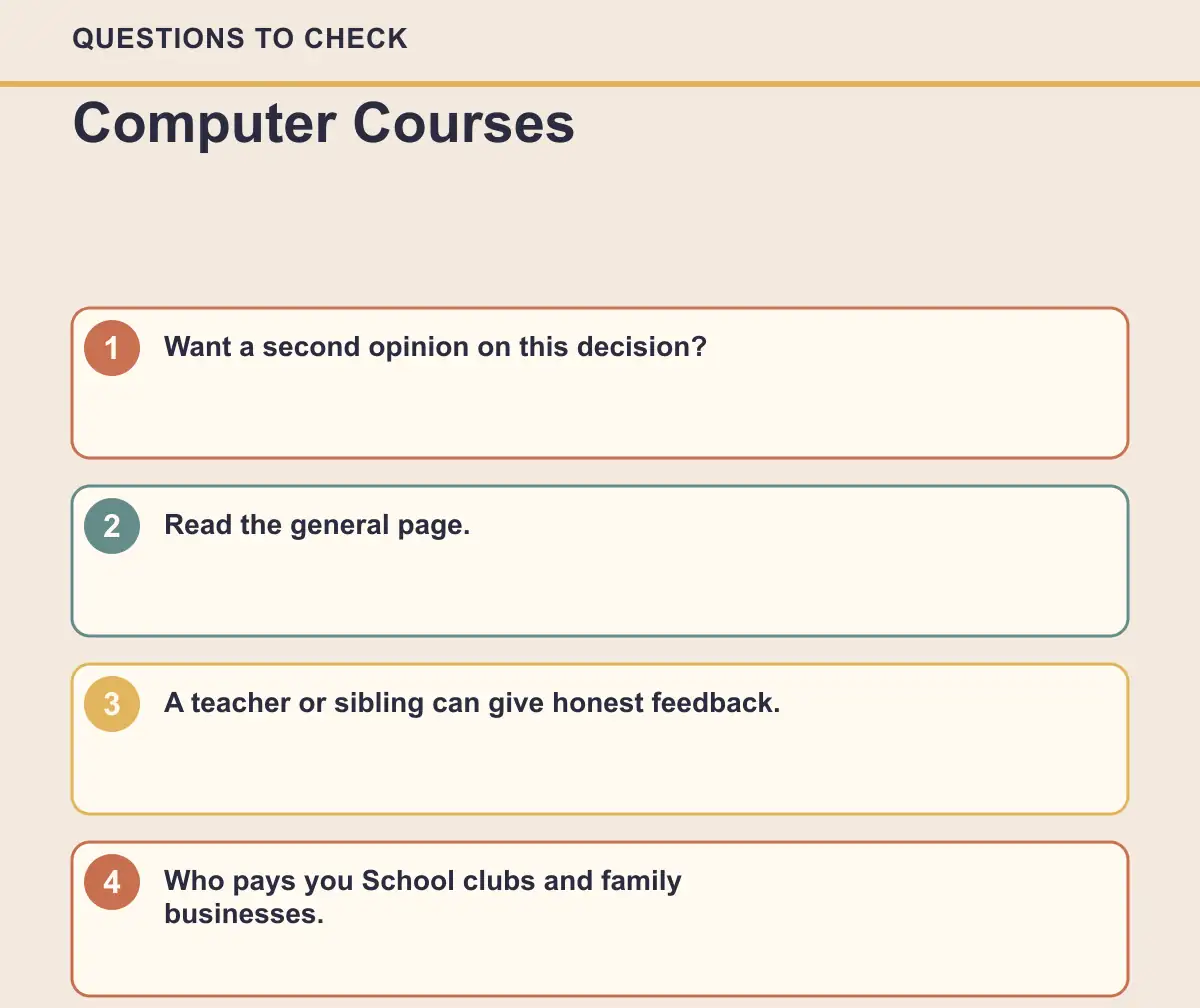 QUESTIONS TO CHECK
Computer Courses
1
Want a second opinion on this decision?
2
Read the general page.
3
A teacher or sibling can give honest feedback.
4
Who pays you School clubs and family
businesses.